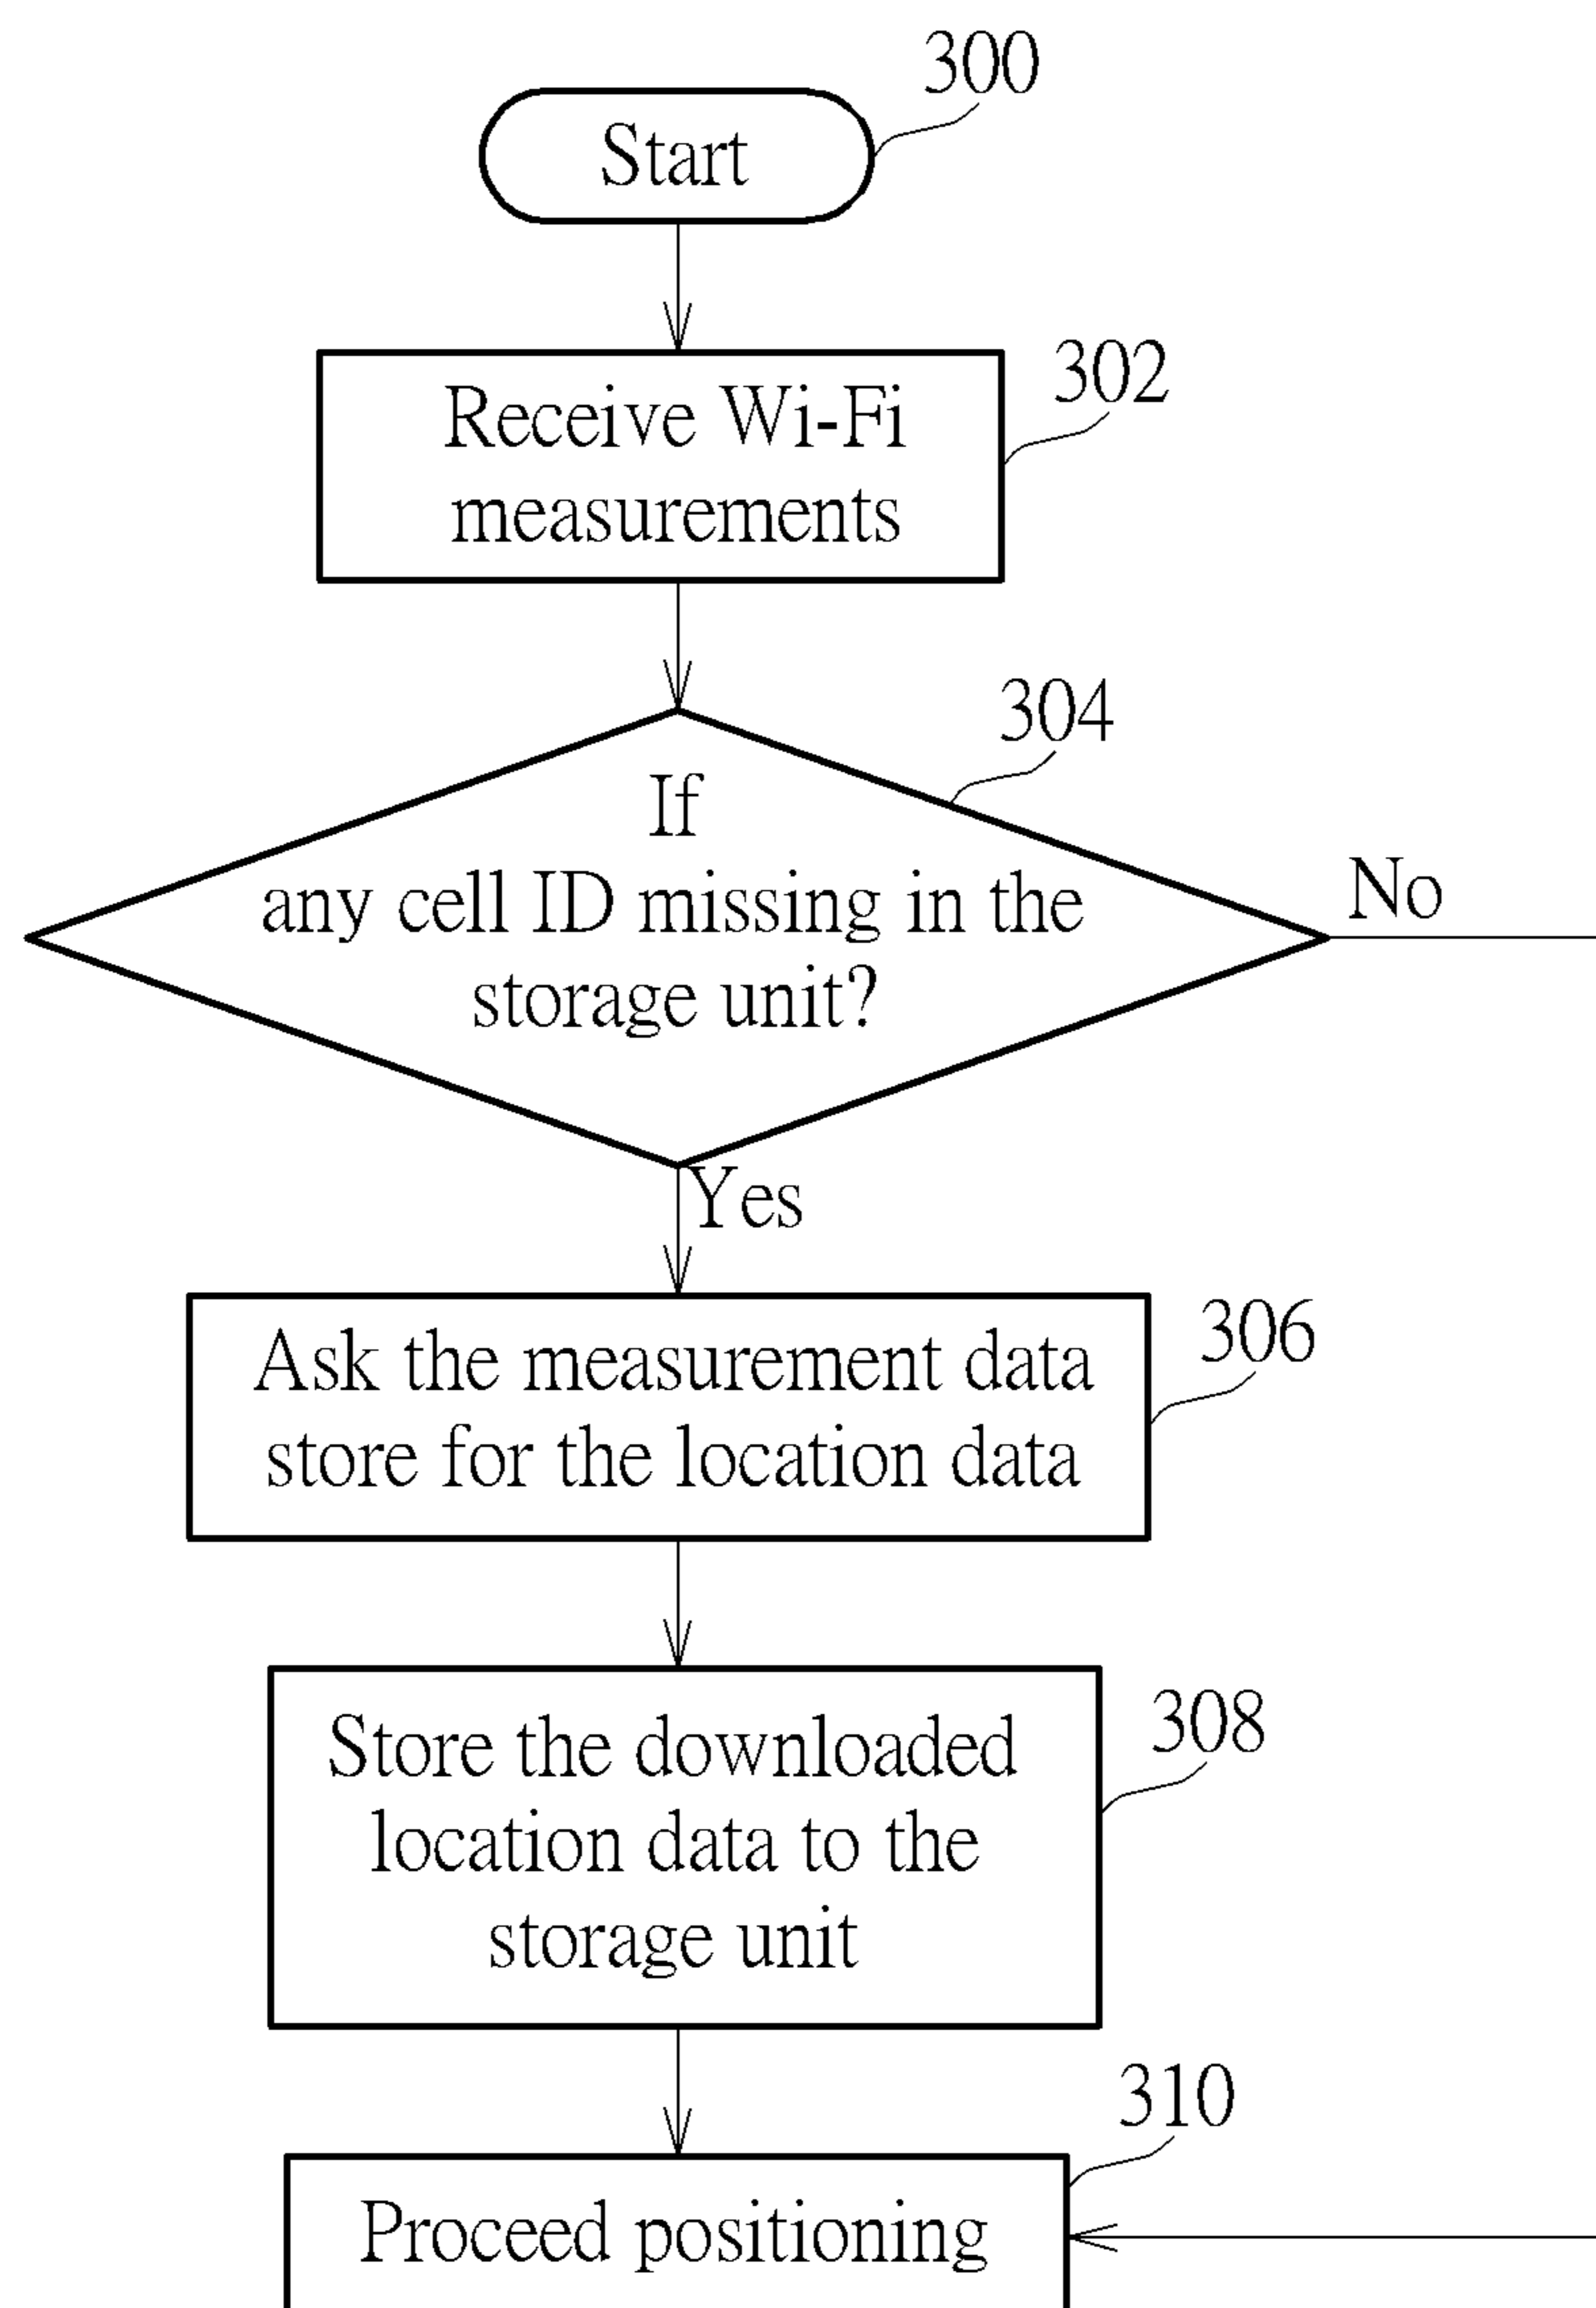 300
Start
302
Receive Wi-Fi
measurements
304
If
any cell ID missing in the
storage unit?
No
Yes
306
Ask the measurement data
store for the location data
308
Store the downloaded
location data to the
storage unit
310
Proceed positioning